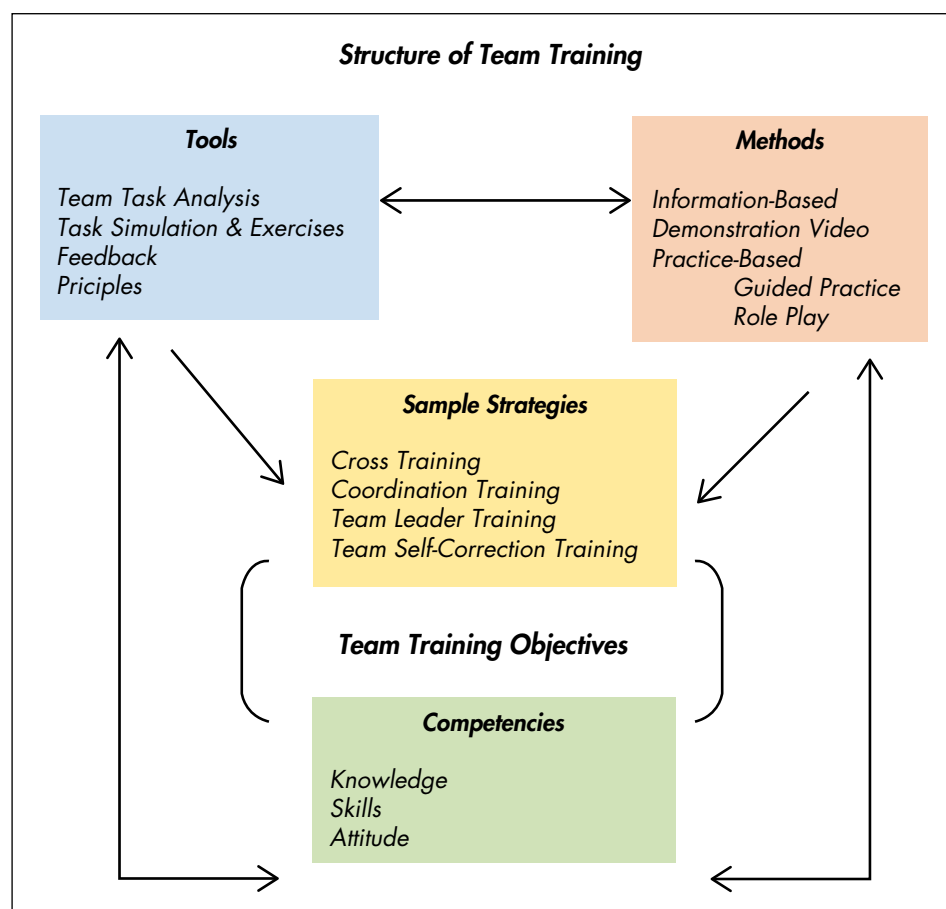 Structure of Team Training
Tools
Team Task Analysis
Task Simulation & Exercises
Feedback
Priciples
Methods
Information-Based
Demonstration Video
Practice-Based
Guided Practice
Role Play
Sample Strategies
Cross Training
Coordination Training
Team Leader Training
Team Self-Correction Training
Team Training Objectives
Competencies
Knowledge
Skills
Attitude